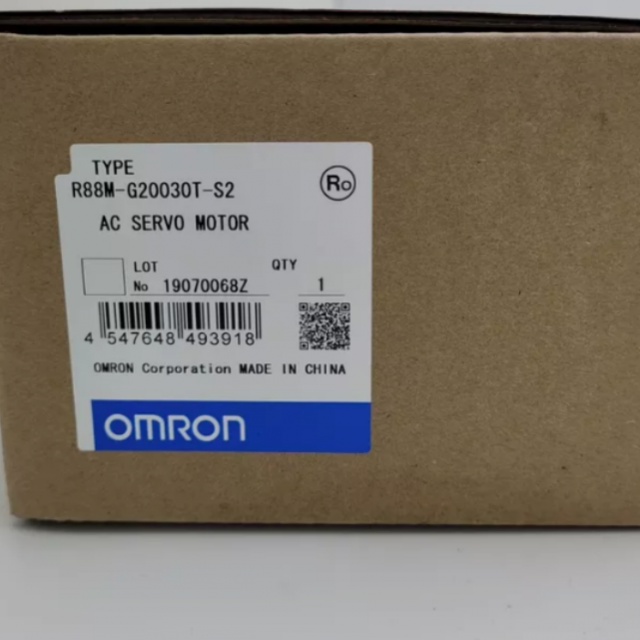 TYPE
R88M-G20030T-S2
Ro
AC SERVO MOTOR
LOT
No 19070068Z
QTY
1
4 547648 493918
OMRON Corporation MADE IN CHINA
OMRON